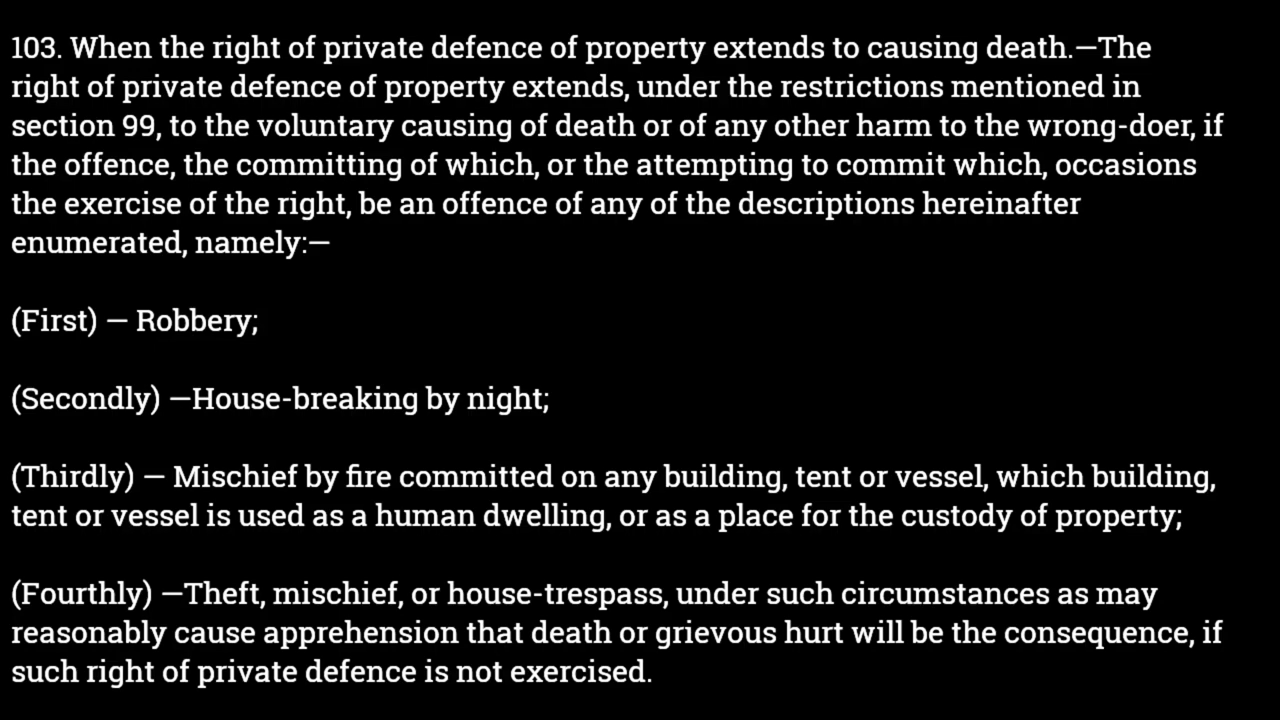 103. When the right of private defence of property extends to causing death.—The
right of private defence of property extends, under the restrictions mentioned in
section 99, to the voluntary causing of death or of any other harm to the wrong-doer, if
the offence, the committing of which, or the attempting to commit which, occasions
the exercise of the right, be an offence of any of the descriptions hereinafter
enumerated, namely:—
(First) — Robbery;
(Secondly) —House-breaking by night;
(Thirdly) — Mischief by fire committed on any building, tent or vessel, which building,
tent or vessel is used as a human dwelling, or as a place for the custody of property;
(Fourthly) —Theft, mischief, or house-trespass, under such circumstances as may
reasonably cause apprehension that death or grievous hurt will be the consequence, if
such right of private defence is not exercised.